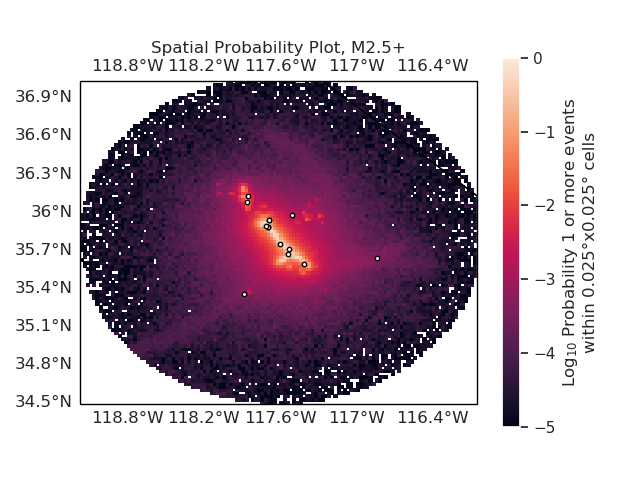 Spatial Probability Plot, M2.5+
118.8°W 118.2°W 117.6°W 117°W 116.4°W
36.9°N
36.6°N
36.3°N
36°N
35.7°N
35.4°N
35.1°N
34.8°N
34.5°N
118.8°W 118.2°W 117.6°W 117°W 116.4°W
0
−1
−2
−3
−4
−5
Log₁₀ Probability 1 or more events
within 0.025°x0.025° cells